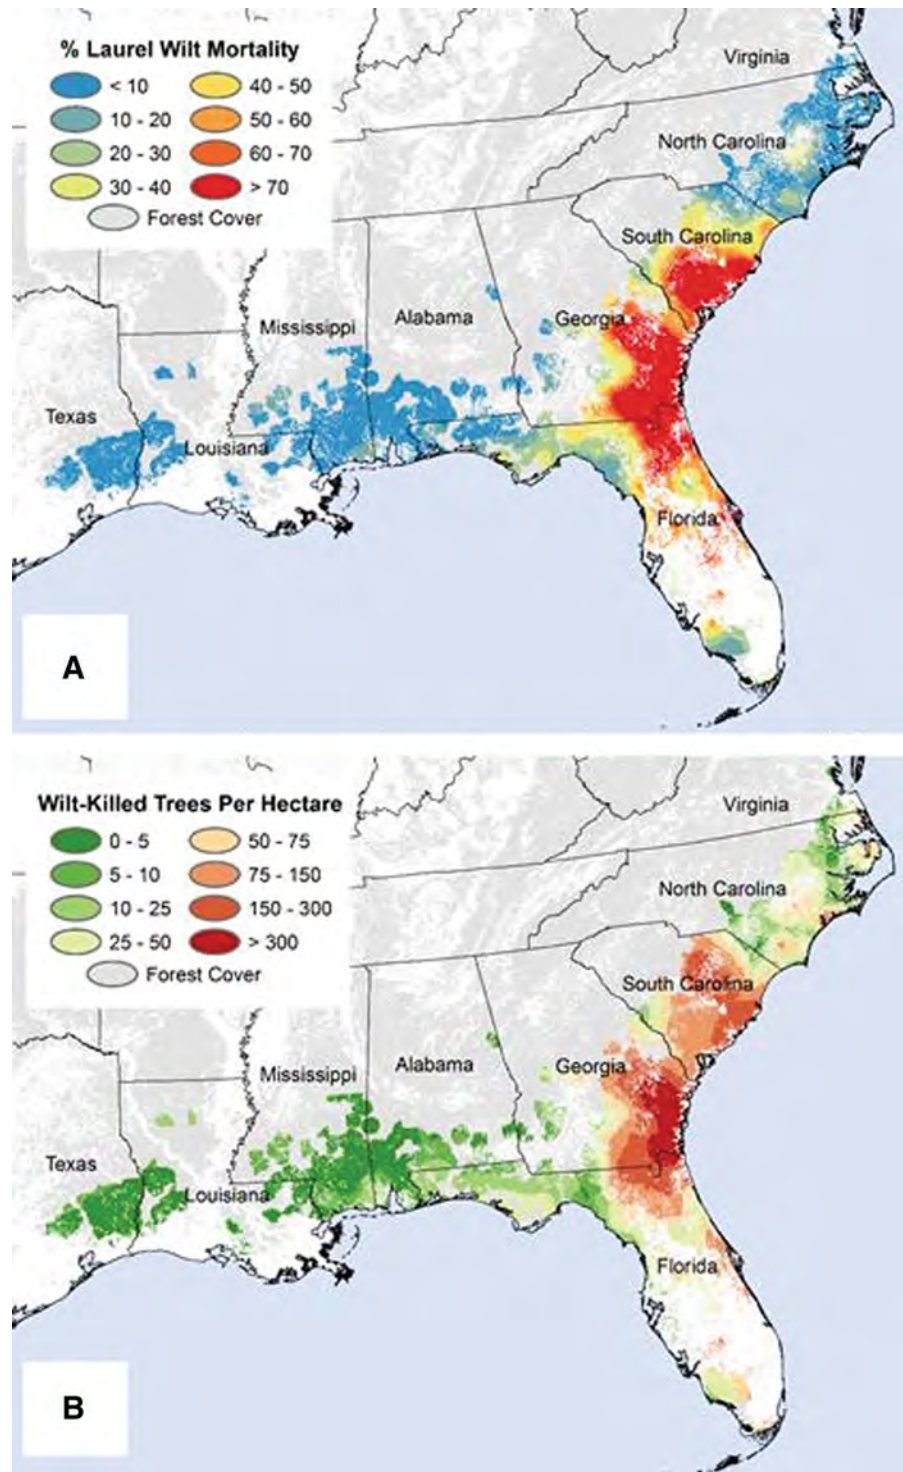 % Laurel Wilt Mortality
< 10
40 - 50
10 - 20
50 - 60
20 - 30
60 - 70
30 - 40
> 70
Forest Cover
Virginia
North Carolina
South Carolina
Georgia
Alabama
Mississippi
Texas
Louisiana
Florida
A
Wilt-Killed Trees Per Hectare
0 - 5
50 - 75
5 - 10
75 - 150
10 - 25
150 - 300
25 - 50
> 300
Forest Cover
Virginia
North Carolina
South Carolina
Georgia
Alabama
Mississippi
Texas
Louisiana
Florida
B